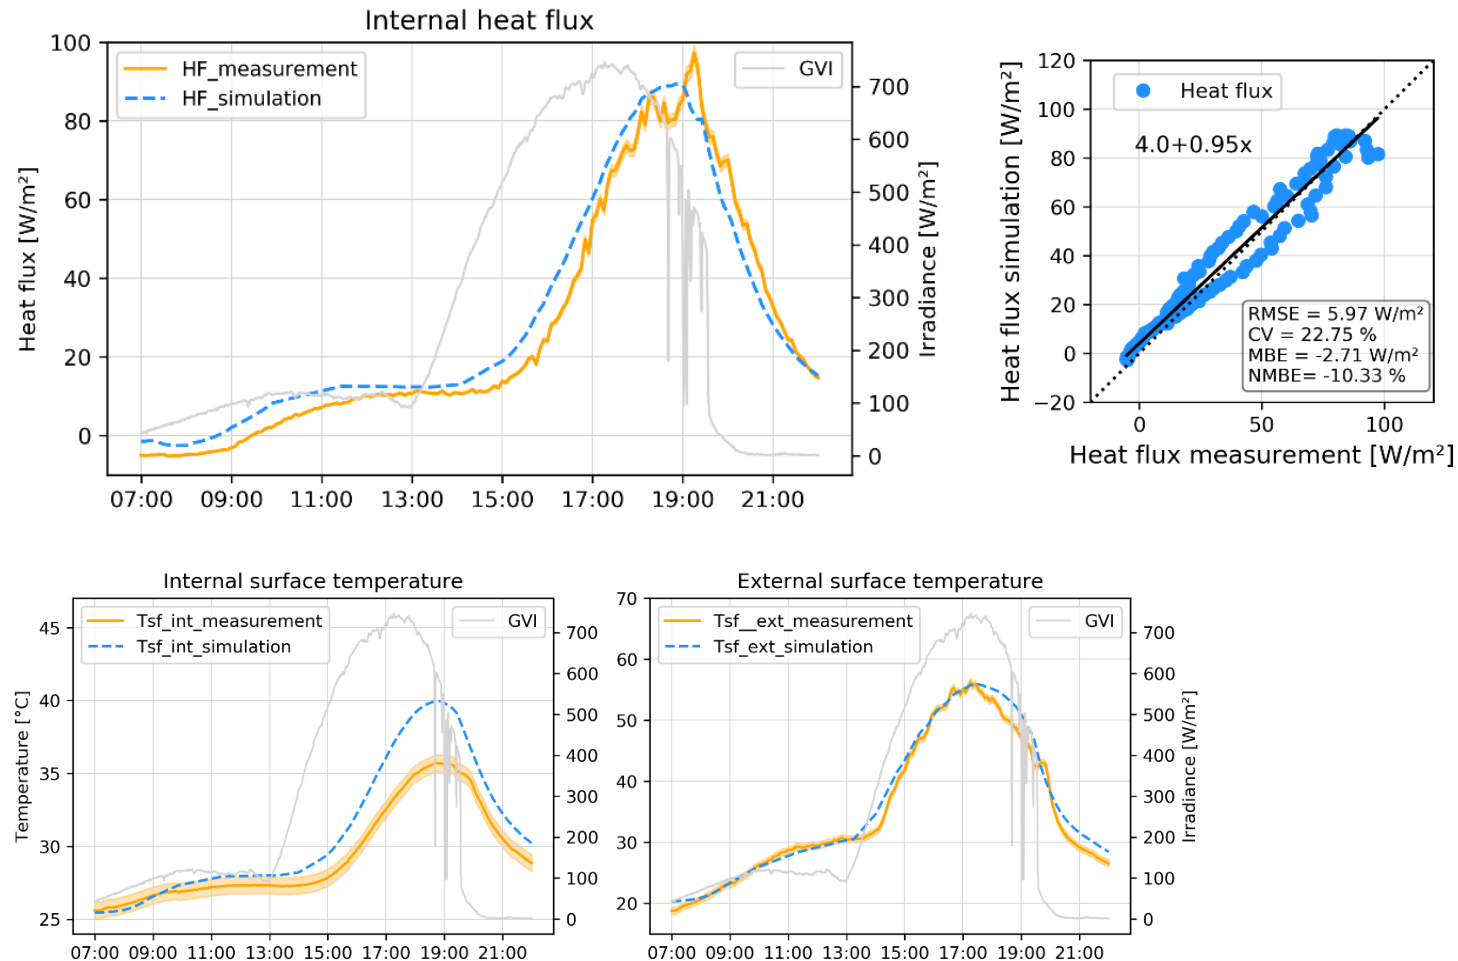 Internal heat flux
HF_measurement
HF_simulation
GVI
100
80
60
40
20
0
Heat flux [W/m²]
700
600
500
400
300
200
100
0
Irradiance [W/m²]
07:00 09:00 11:00 13:00 15:00 17:00 19:00 21:00
Heat flux
4.0+0.95x
120
100
80
60
40
20
0
−20
Heat flux simulation [W/m²]
RMSE = 5.97 W/m²
CV = 22.75 %
MBE = -2.71 W/m²
NMBE= -10.33 %
0 50 100
Heat flux measurement [W/m²]
Internal surface temperature
Tsf_int_measurement
Tsf_int_simulation
GVI
45
40
35
30
25
Temperature [°C]
700
600
500
400
300
200
100
0
07:00 09:00 11:00 13:00 15:00 17:00 19:00 21:00
External surface temperature
Tsf__ext_measurement
Tsf_ext_simulation
GVI
70
60
50
40
30
20
700
600
500
400
300
200
100
0
Irradiance [W/m²]
07:00 09:00 11:00 13:00 15:00 17:00 19:00 21:00